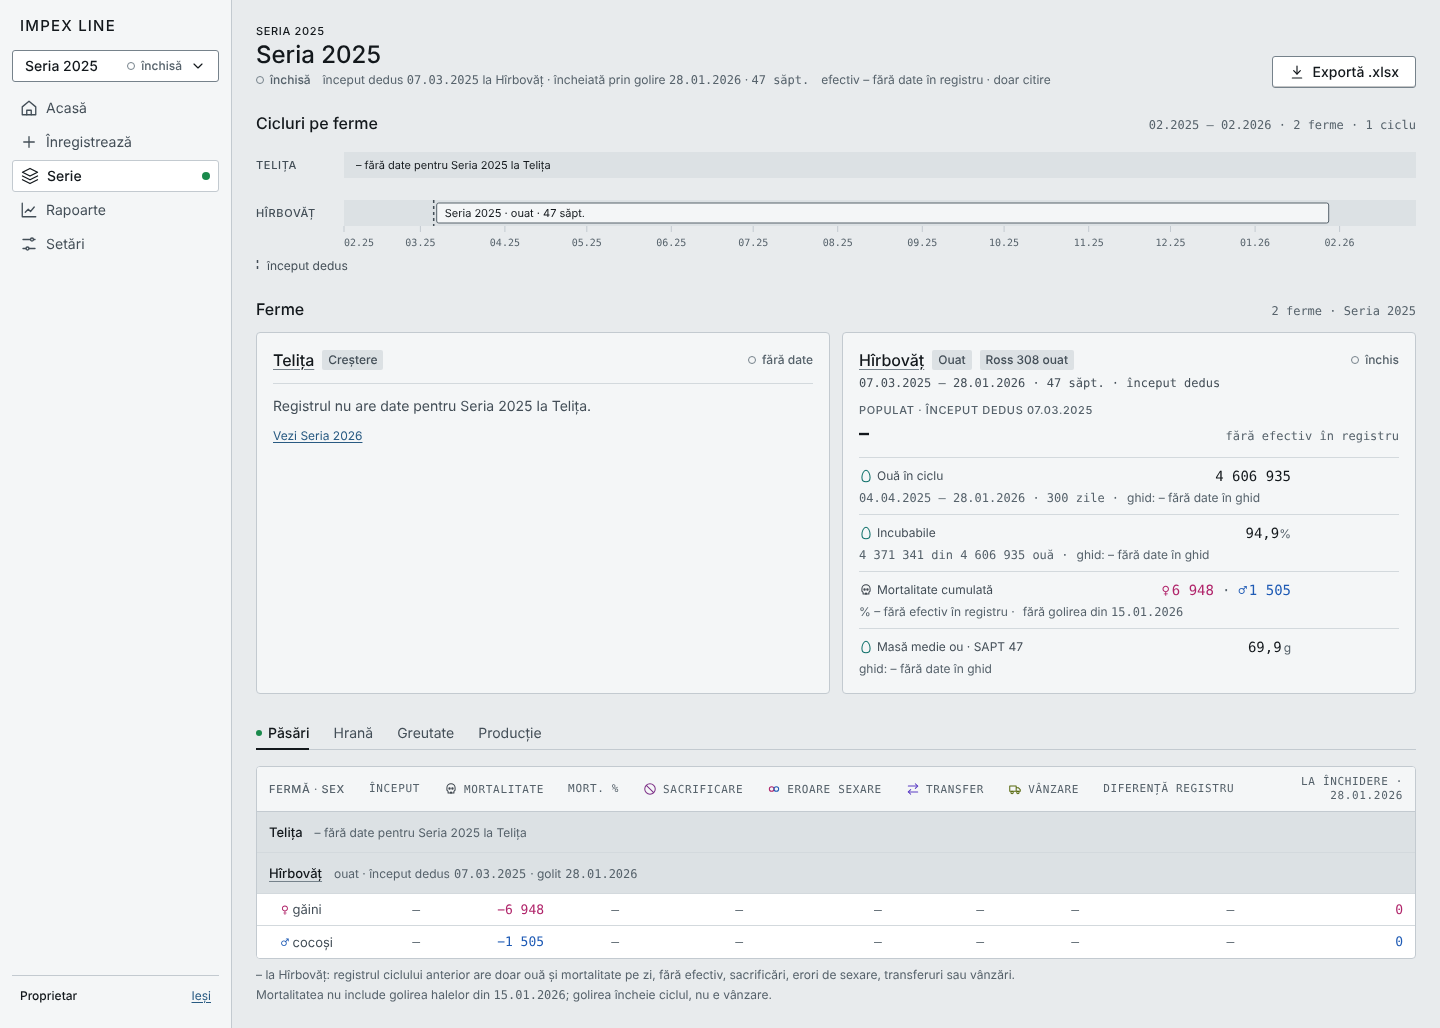 IMPEX LINE
Seria 2025 închisă
Acasă
Înregistrează
Serie
Rapoarte
Setări
Proprietar Ieși
SERIA 2025
Seria 2025
închisă început dedus 07.03.2025 la Hîrbovăț · încheiată prin golire 28.01.2026 · 47 săpt. efectiv – fără date în registru · doar citire
Exportă .xlsx
Cicluri pe ferme
02.2025 – 02.2026 · 2 ferme · 1 ciclu
TELIȚA
– fără date pentru Seria 2025 la Telița
HÎRBOVĂȚ
Seria 2025 · ouat · 47 săpt.
02.25 03.25 04.25 05.25 06.25 07.25 08.25 09.25 10.25 11.25 12.25 01.26 02.26
început dedus
Ferme
2 ferme · Seria 2025
Telița Creștere fără date
Registrul nu are date pentru Seria 2025 la Telița.
Vezi Seria 2026
Hîrbovăț Ouat Ross 308 ouat închis
07.03.2025 – 28.01.2026 · 47 săpt. · început dedus
POPULAT · ÎNCEPUT DEDUS 07.03.2025
– fără efectiv în registru
Ouă în ciclu 4 606 935
04.04.2025 – 28.01.2026 · 300 zile · ghid: – fără date în ghid
Incubabile 94,9%
4 371 341 din 4 606 935 ouă · ghid: – fără date în ghid
Mortalitate cumulată ♀6 948 · ♂1 505
% – fără efectiv în registru · fără golirea din 15.01.2026
Masă medie ou · SAPT 47 69,9 g
ghid: – fără date în ghid
Păsări Hrană Greutate Producție
FERMĂ · SEX ÎNCEPUT MORTALITATE MORT. % SACRIFICARE EROARE SEXARE TRANSFER VÂNZARE DIFERENȚĂ REGISTRU LA ÎNCHIDERE ·
28.01.2026
Telița – fără date pentru Seria 2025 la Telița
Hîrbovăț ouat · început dedus 07.03.2025 · golit 28.01.2026
♀ găini – −6 948 – – – – – – 0
♂ cocoși – −1 505 – – – – – – 0
– la Hîrbovăț: registrul ciclului anterior are doar ouă și mortalitate pe zi, fără efectiv, sacrificări, erori de sexare, transferuri sau vânzări.
Mortalitatea nu include golirea halelor din 15.01.2026; golirea încheie ciclul, nu e vânzare.